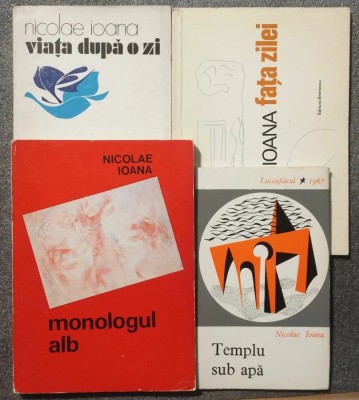 nicolae ioana
viața după o zi
IOANA fața zilei
Editura Eminescu
NICOLAE
IOANA
monologul
alb
Luceafărul ★ 1967
Nicolae Ioana
Templu
sub apă